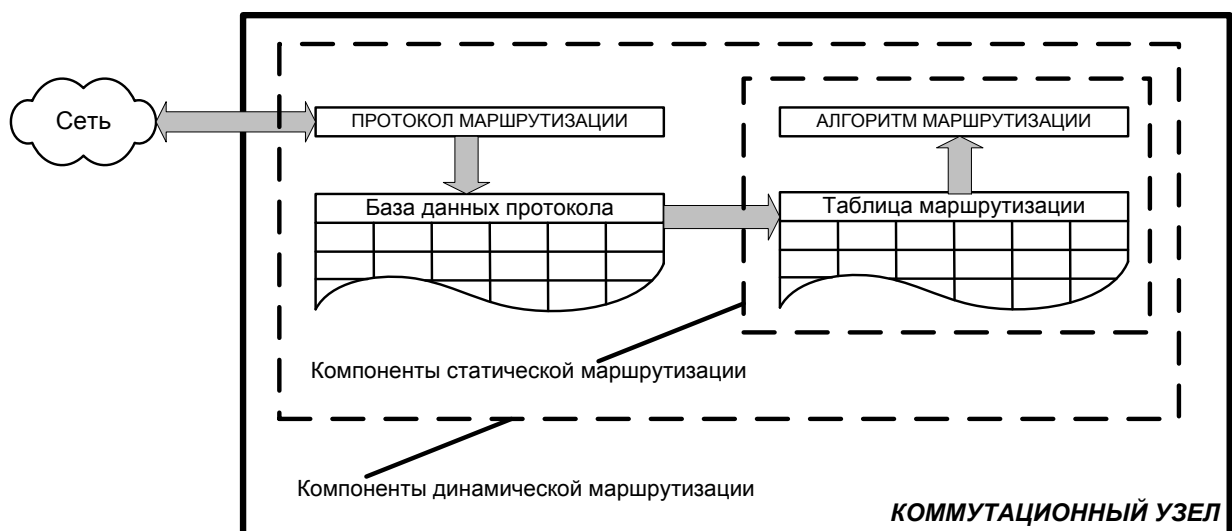 Сеть
ПРОТОКОЛ МАРШРУТИЗАЦИИ
АЛГОРИТМ МАРШРУТИЗАЦИИ
База данных протокола
Таблица маршрутизации
Компоненты статической маршрутизации
Компоненты динамической маршрутизации
КОММУТАЦИОННЫЙ УЗЕЛ